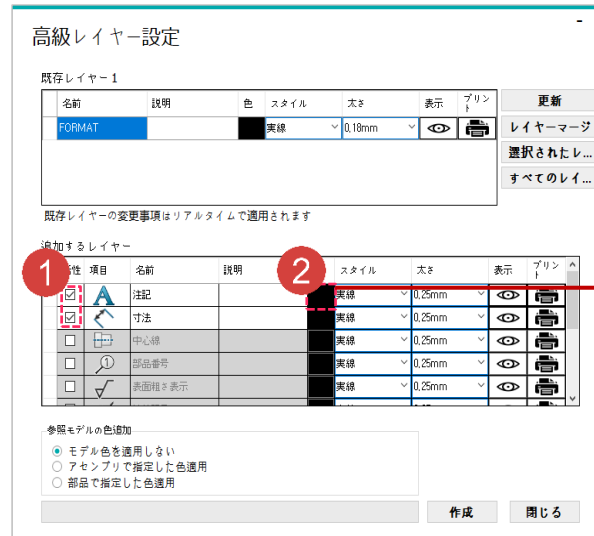 高級レイヤー設定
既存レイヤー 1
名前 説明 色 スタイル 太さ 表示 プリント
FORMAT 実線 0,18mm
更新
レイヤーマージ
選択されたレ...
すべてのレイ...
既存レイヤーの変更事項はリアルタイムで適用されます
追加するレイヤー
1 性 項目 名前 説明 2 スタイル 太さ 表示 プリント
注記 実線 0,25mm
寸法 実線 0,25mm
中心線 実線 0,25mm
部品番号 実線 0,25mm
表面粗さ表示 実線 0,25mm
参照モデルの色追加
モデル色を適用しない
アセンブリで指定した色適用
部品で指定した色適用
作成 閉じる